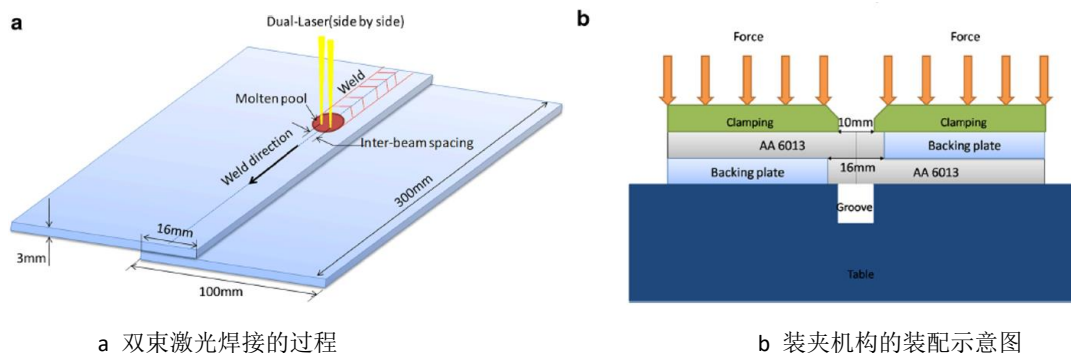 a
Dual-Laser(side by side)
Weld
Molten pool
Inter-beam spacing
Weld direction
300mm
16mm
3mm
100mm
b
Force Force
Clamping 10mm Clamping
AA 6013 Backing plate
16mm
Backing plate AA 6013
Groove
Table
a 双束激光焊接的过程
b 装夹机构的装配示意图